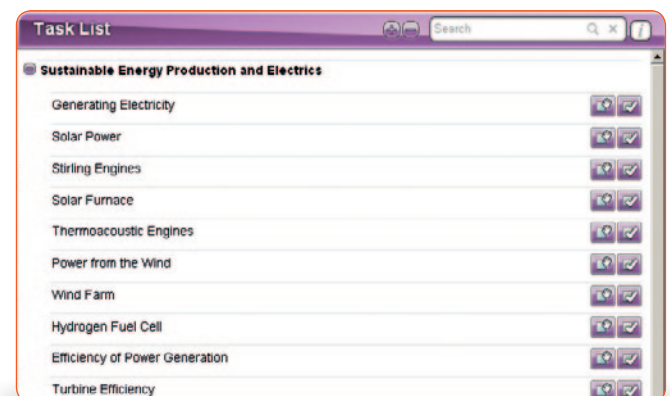 Task List
Search
Sustainable Energy Production and Electrics
Generating Electricity
Solar Power
Stirling Engines
Solar Furnace
Thermoacoustic Engines
Power from the Wind
Wind Farm
Hydrogen Fuel Cell
Efficiency of Power Generation
Turbine Efficiency